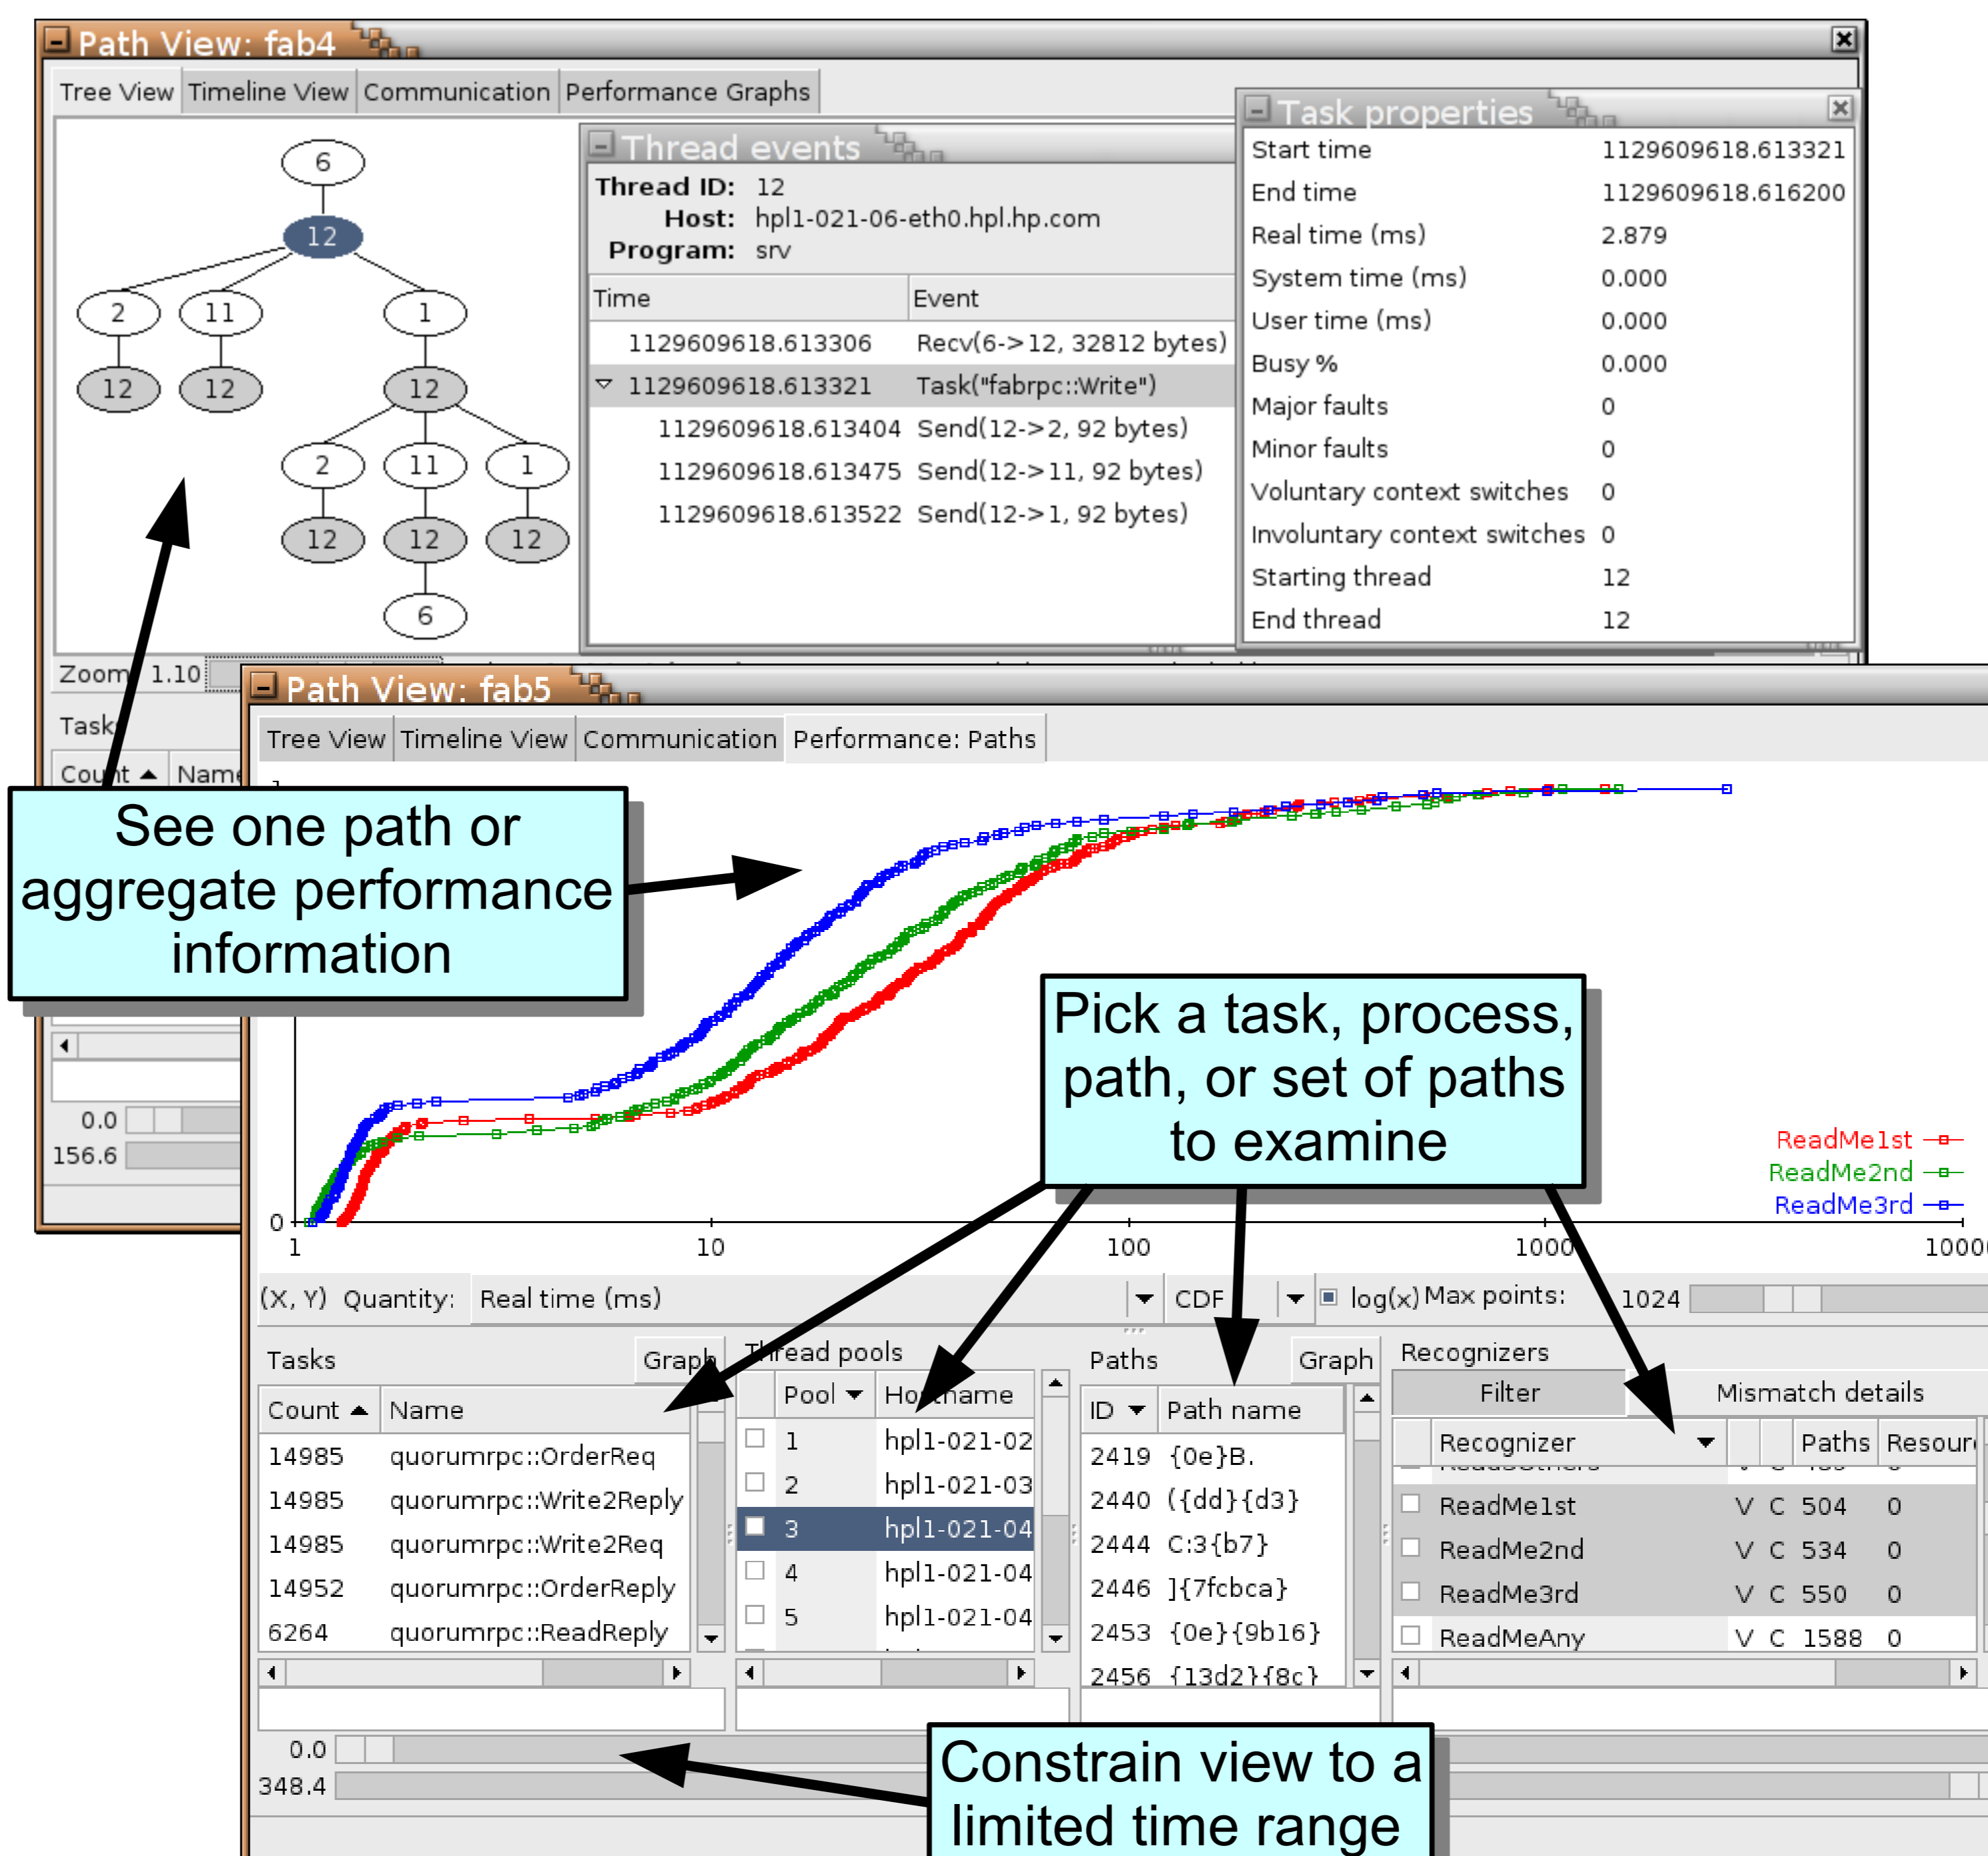 Path View: fab4
Tree View Timeline View Communication Performance Graphs
6
12
2 11 1
12 12 12
2 11 1
12 12 12
6
Thread events
Thread ID: 12
Host: hpl1-021-06-eth0.hpl.hp.com
Program: srv
Time Event
1129609618.613306 Recv(6->12, 32812 bytes)
1129609618.613321 Task("fabrpc::Write")
1129609618.613404 Send(12->2, 92 bytes)
1129609618.613475 Send(12->11, 92 bytes)
1129609618.613522 Send(12->1, 92 bytes)
Task properties
Start time 1129609618.613321
End time 1129609618.616200
Real time (ms) 2.879
System time (ms) 0.000
User time (ms) 0.000
Busy % 0.000
Major faults 0
Minor faults 0
Voluntary context switches 0
Involuntary context switches 0
Starting thread 12
End thread 12
Zoom 1.10
Tasks
Count Name
0.0
156.6
Path View: fab5
Tree View Timeline View Communication Performance: Paths
See one path or
aggregate performance
information
Pick a task, process,
path, or set of paths
to examine
ReadMe1st
ReadMe2nd
ReadMe3rd
0
1 10 100 1000 1000
(X, Y) Quantity: Real time (ms) CDF log(x) Max points: 1024
Tasks Graph
Count Name
14985 quorumrpc::OrderReq
14985 quorumrpc::Write2Reply
14985 quorumrpc::Write2Req
14952 quorumrpc::OrderReply
6264 quorumrpc::ReadReply
Thread pools
Pool Hostname
1 hpl1-021-02
2 hpl1-021-03
3 hpl1-021-04
4 hpl1-021-04
5 hpl1-021-04
Paths Graph
ID Path name
2419 {0e}B.
2440 ({dd}{d3}
2444 C:3{b7}
2446 ]{7fcbca}
2453 {0e}{9b16}
2456 {13d2}{8c}
Recognizers
Filter Mismatch details
Recognizer Paths Resour
ReadMe1st V C 504 0
ReadMe2nd V C 534 0
ReadMe3rd V C 550 0
ReadMeAny V C 1588 0
0.0
348.4
Constrain view to a
limited time range